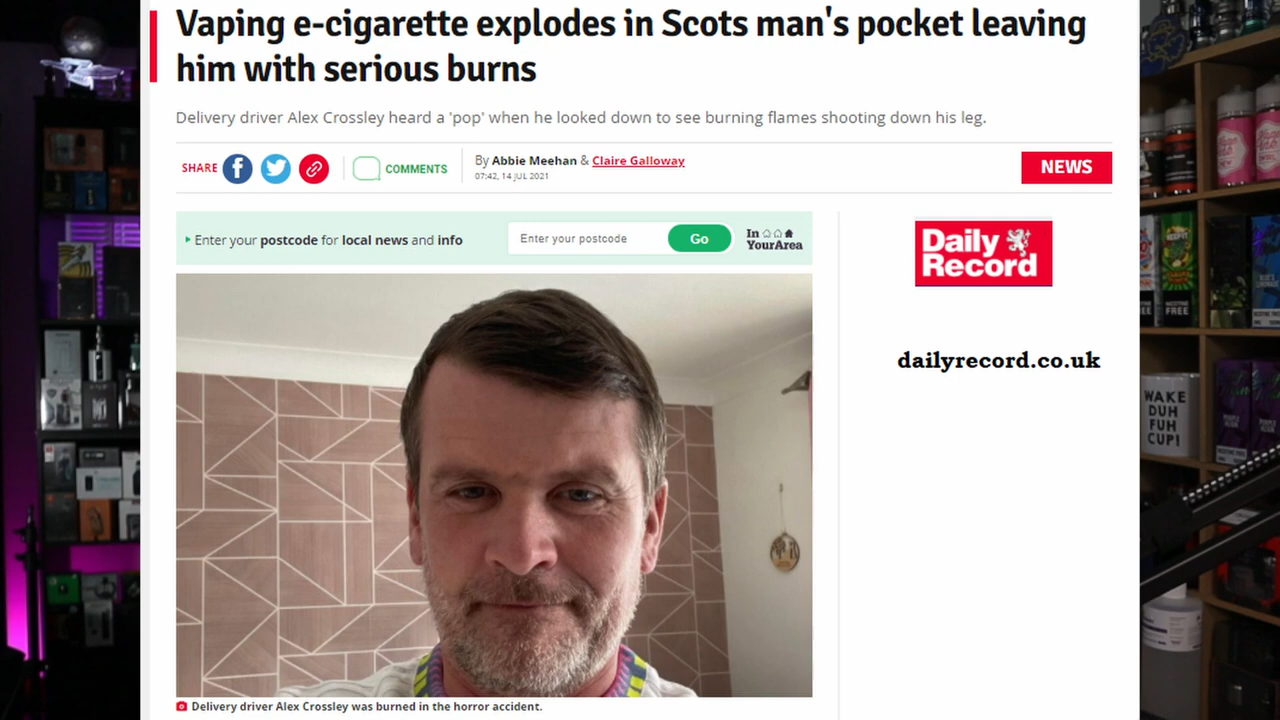 Vaping e-cigarette explodes in Scots man's pocket leaving
him with serious burns
Delivery driver Alex Crossley heard a 'pop' when he looked down to see burning flames shooting down his leg.
SHARE
COMMENTS
By Abbie Meehan & Claire Galloway
07:42, 14 JUL 2021
NEWS
Enter your postcode for local news and info
Enter your postcode
Go
In
YourArea
Daily
Record
dailyrecord.co.uk
WAKE
DUH
FUH
CUP!
Delivery driver Alex Crossley was burned in the horror accident.